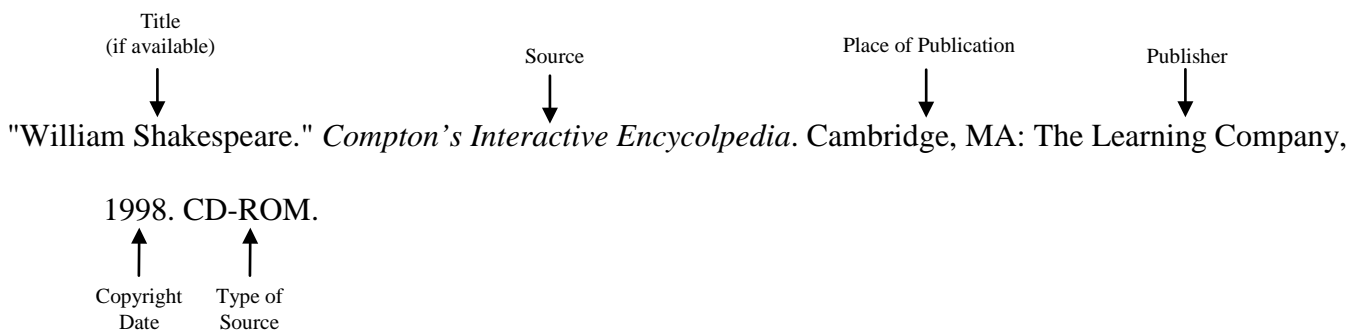 Title
(if available)
Source
Place of Publication
Publisher
"William Shakespeare." Compton’s Interactive Encycolpedia. Cambridge, MA: The Learning Company,
1998. CD-ROM.
Copyright
Date
Type of
Source